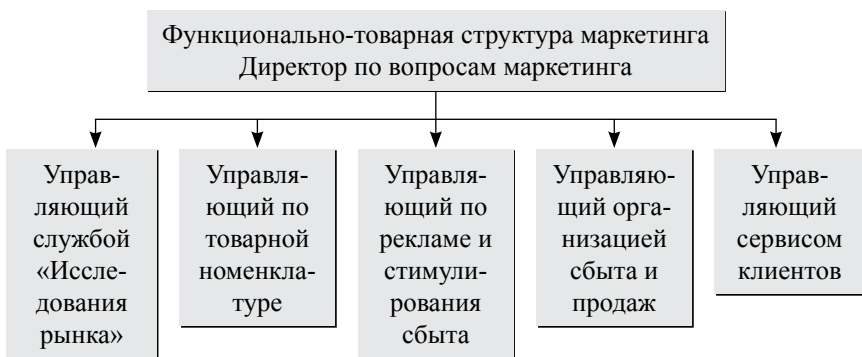 Функционально-товарная структура маркетинга
Директор по вопросам маркетинга
Управ-
ляющий
службой
«Иссле-
дования
рынка»
Управля-
ющий по
товарной
номенкла-
туре
Управля-
ющий по
рекламе и
стимули-
рования
сбыта
Управляю-
щий орга-
низацией
сбыта и
продаж
Управ-
ляющий
сервисом
клиентов